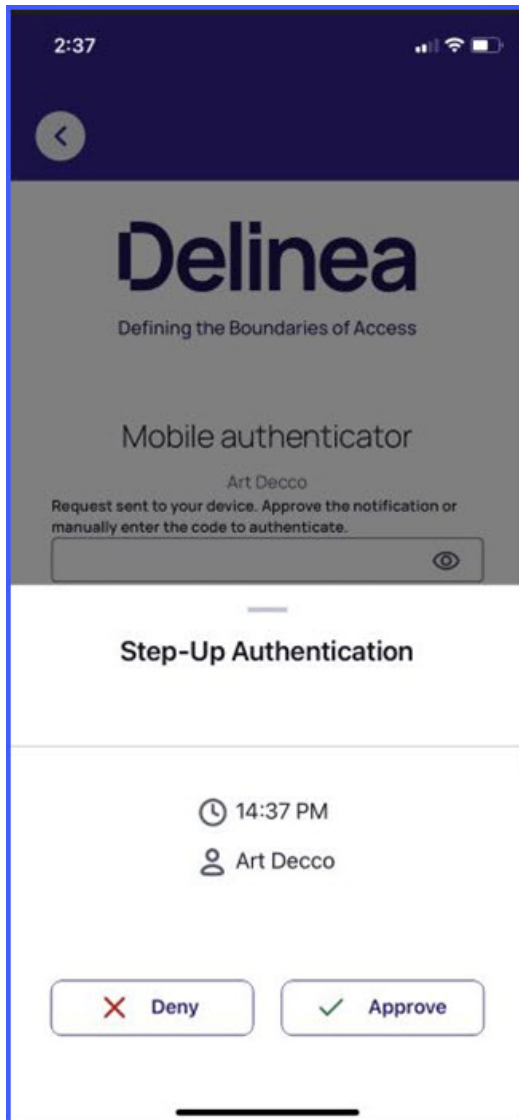 2:37
Delinea
Defining the Boundaries of Access
Mobile authenticator
Art Decco
Request sent to your device. Approve the notification or
manually enter the code to authenticate.
Step-Up Authentication
14:37 PM
Art Decco
Deny
Approve